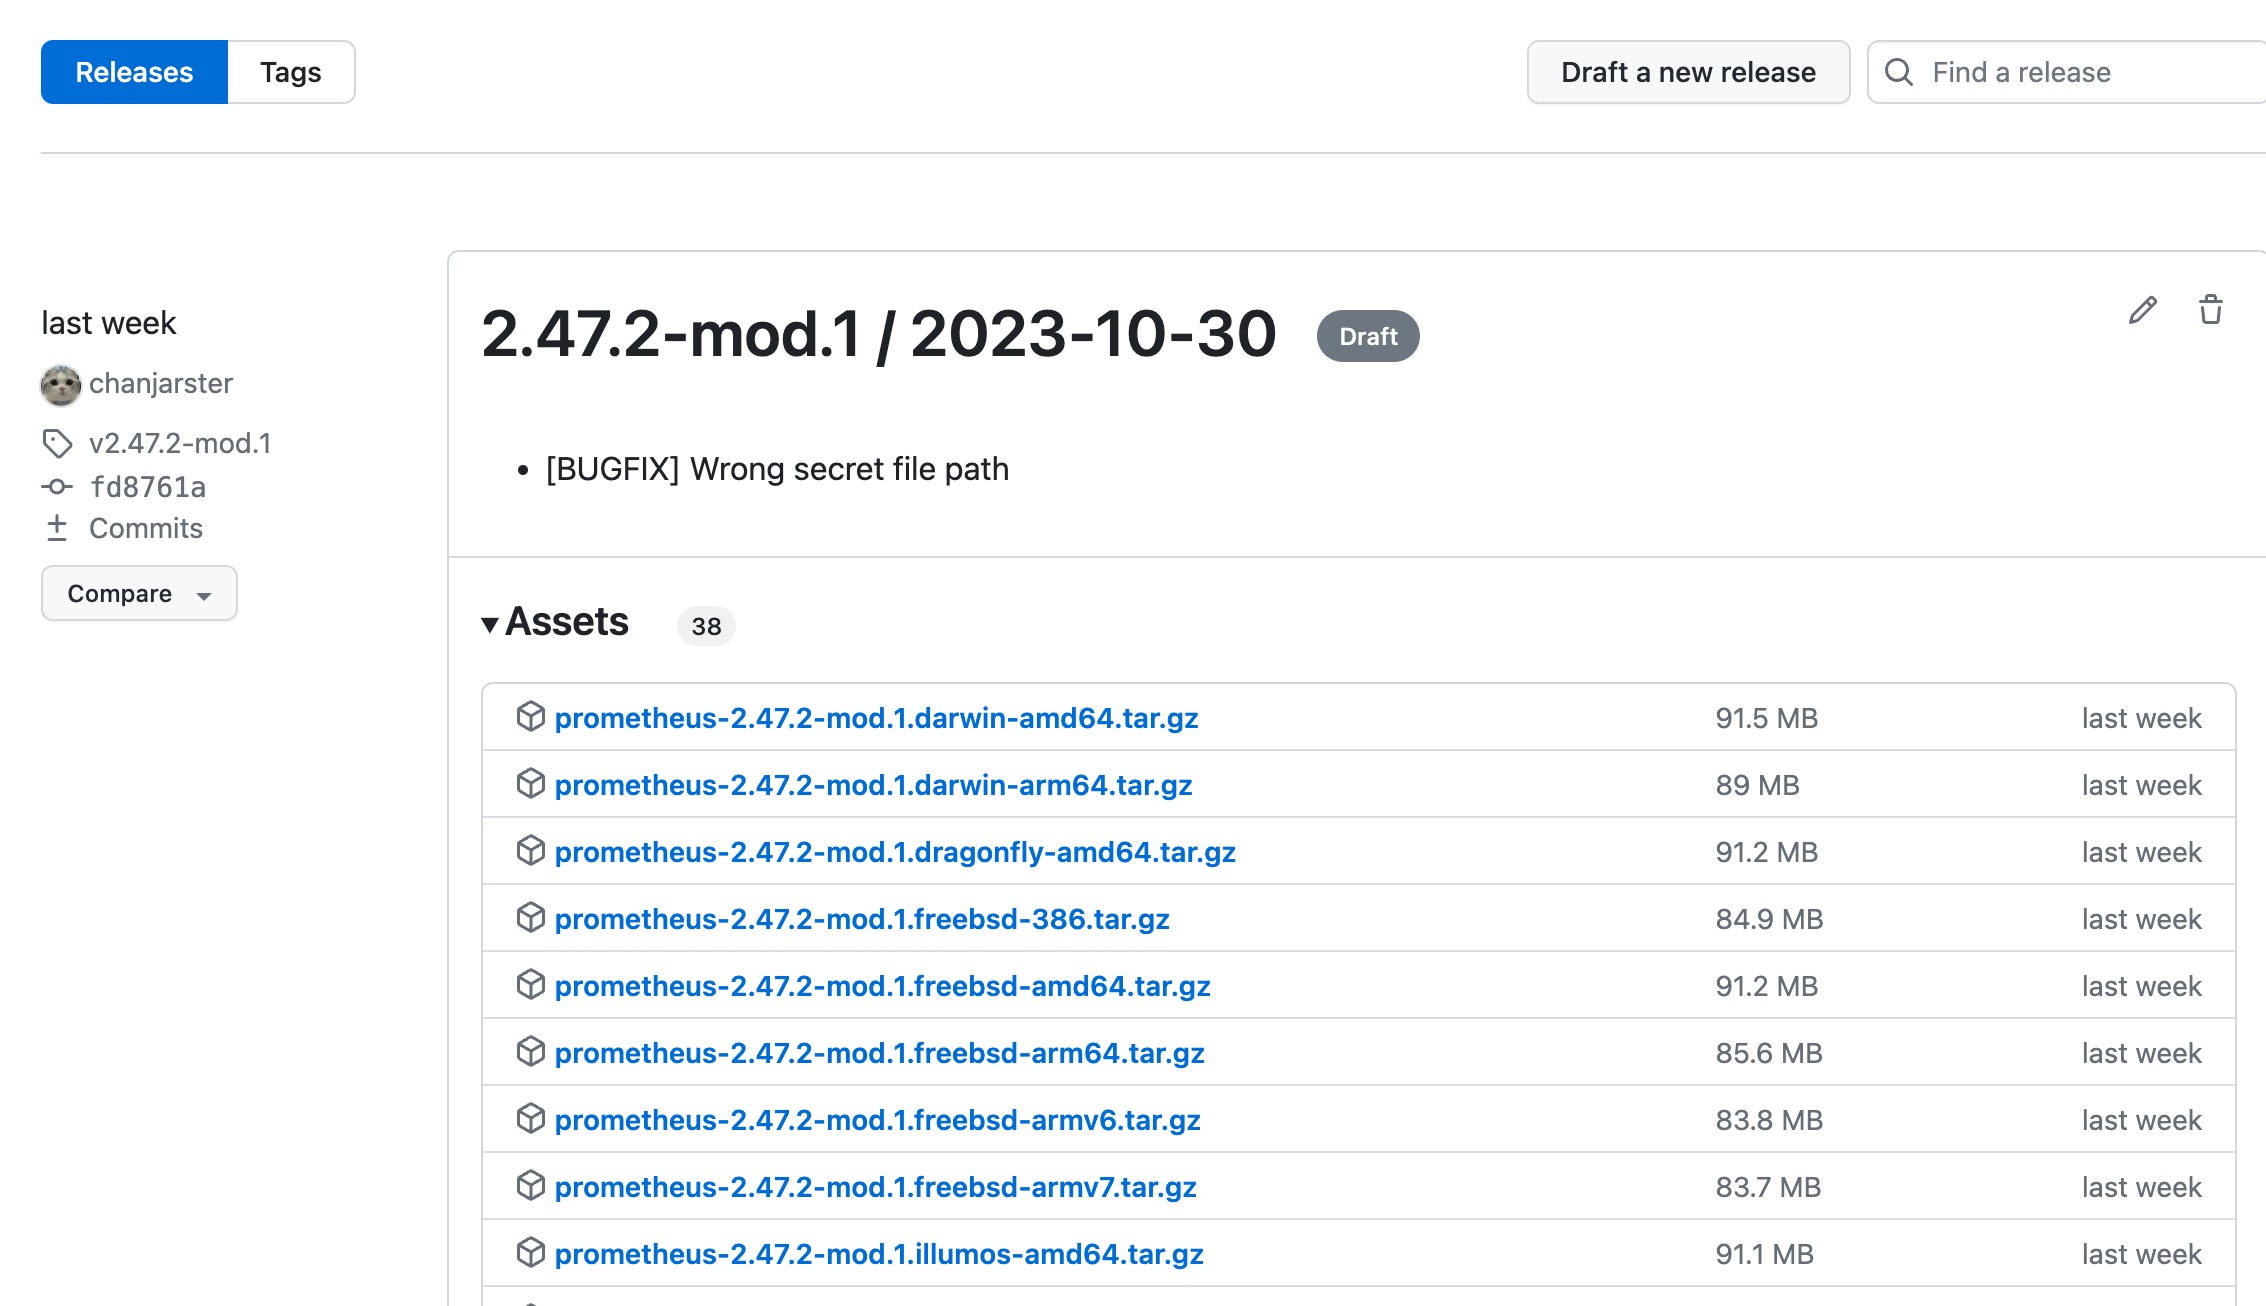 Releases Tags Draft a new release Find a release
last week
chanjarster
v2.47.2-mod.1
fd8761a
Commits
Compare
2.47.2-mod.1 / 2023-10-30 Draft
• [BUGFIX] Wrong secret file path
Assets 38
prometheus-2.47.2-mod.1.darwin-amd64.tar.gz 91.5 MB last week
prometheus-2.47.2-mod.1.darwin-arm64.tar.gz 89 MB last week
prometheus-2.47.2-mod.1.dragonfly-amd64.tar.gz 91.2 MB last week
prometheus-2.47.2-mod.1.freebsd-386.tar.gz 84.9 MB last week
prometheus-2.47.2-mod.1.freebsd-amd64.tar.gz 91.2 MB last week
prometheus-2.47.2-mod.1.freebsd-arm64.tar.gz 85.6 MB last week
prometheus-2.47.2-mod.1.freebsd-armv6.tar.gz 83.8 MB last week
prometheus-2.47.2-mod.1.freebsd-armv7.tar.gz 83.7 MB last week
prometheus-2.47.2-mod.1.illumos-amd64.tar.gz 91.1 MB last week